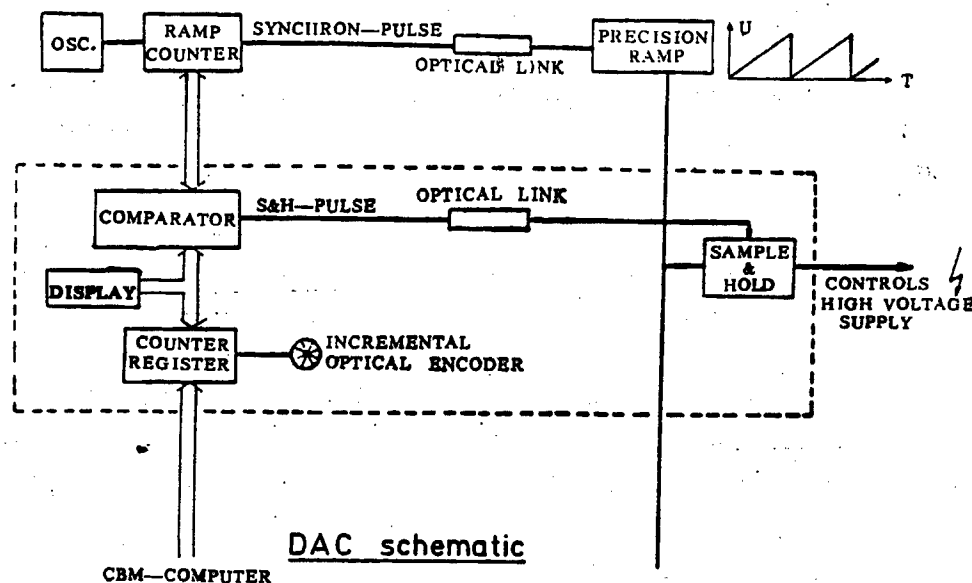 OSC.
RAMP
COUNTER
SYNCIIRON—PULSE
OPTICAL LINK
PRECISION
RAMP
U
T
COMPARATOR
S&H—PULSE
OPTICAL LINK
SAMPLE
&
HOLD
DISPLAY
CONTROLS
HIGH VOLTAGE
SUPPLY
COUNTER
REGISTER
INCREMENTAL
OPTICAL ENCODER
DAC schematic
CBM—COMPUTER